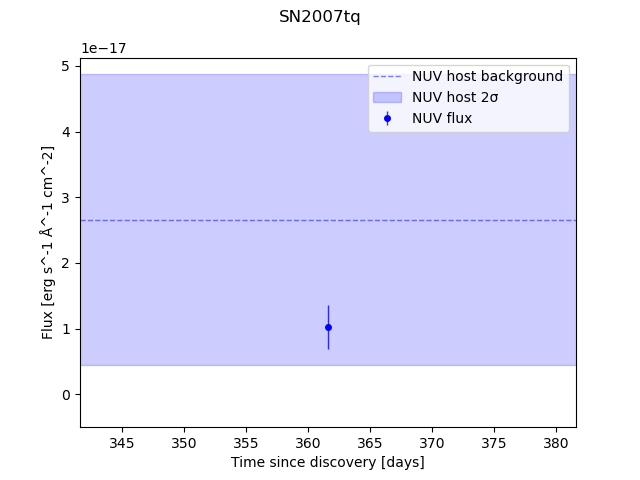 SN2007tq
1e−17
NUV host background
NUV host 2σ
NUV flux
5
4
3
2
1
0
Flux [erg s^-1 Å^-1 cm^-2]
345 350 355 360 365 370 375 380
Time since discovery [days]